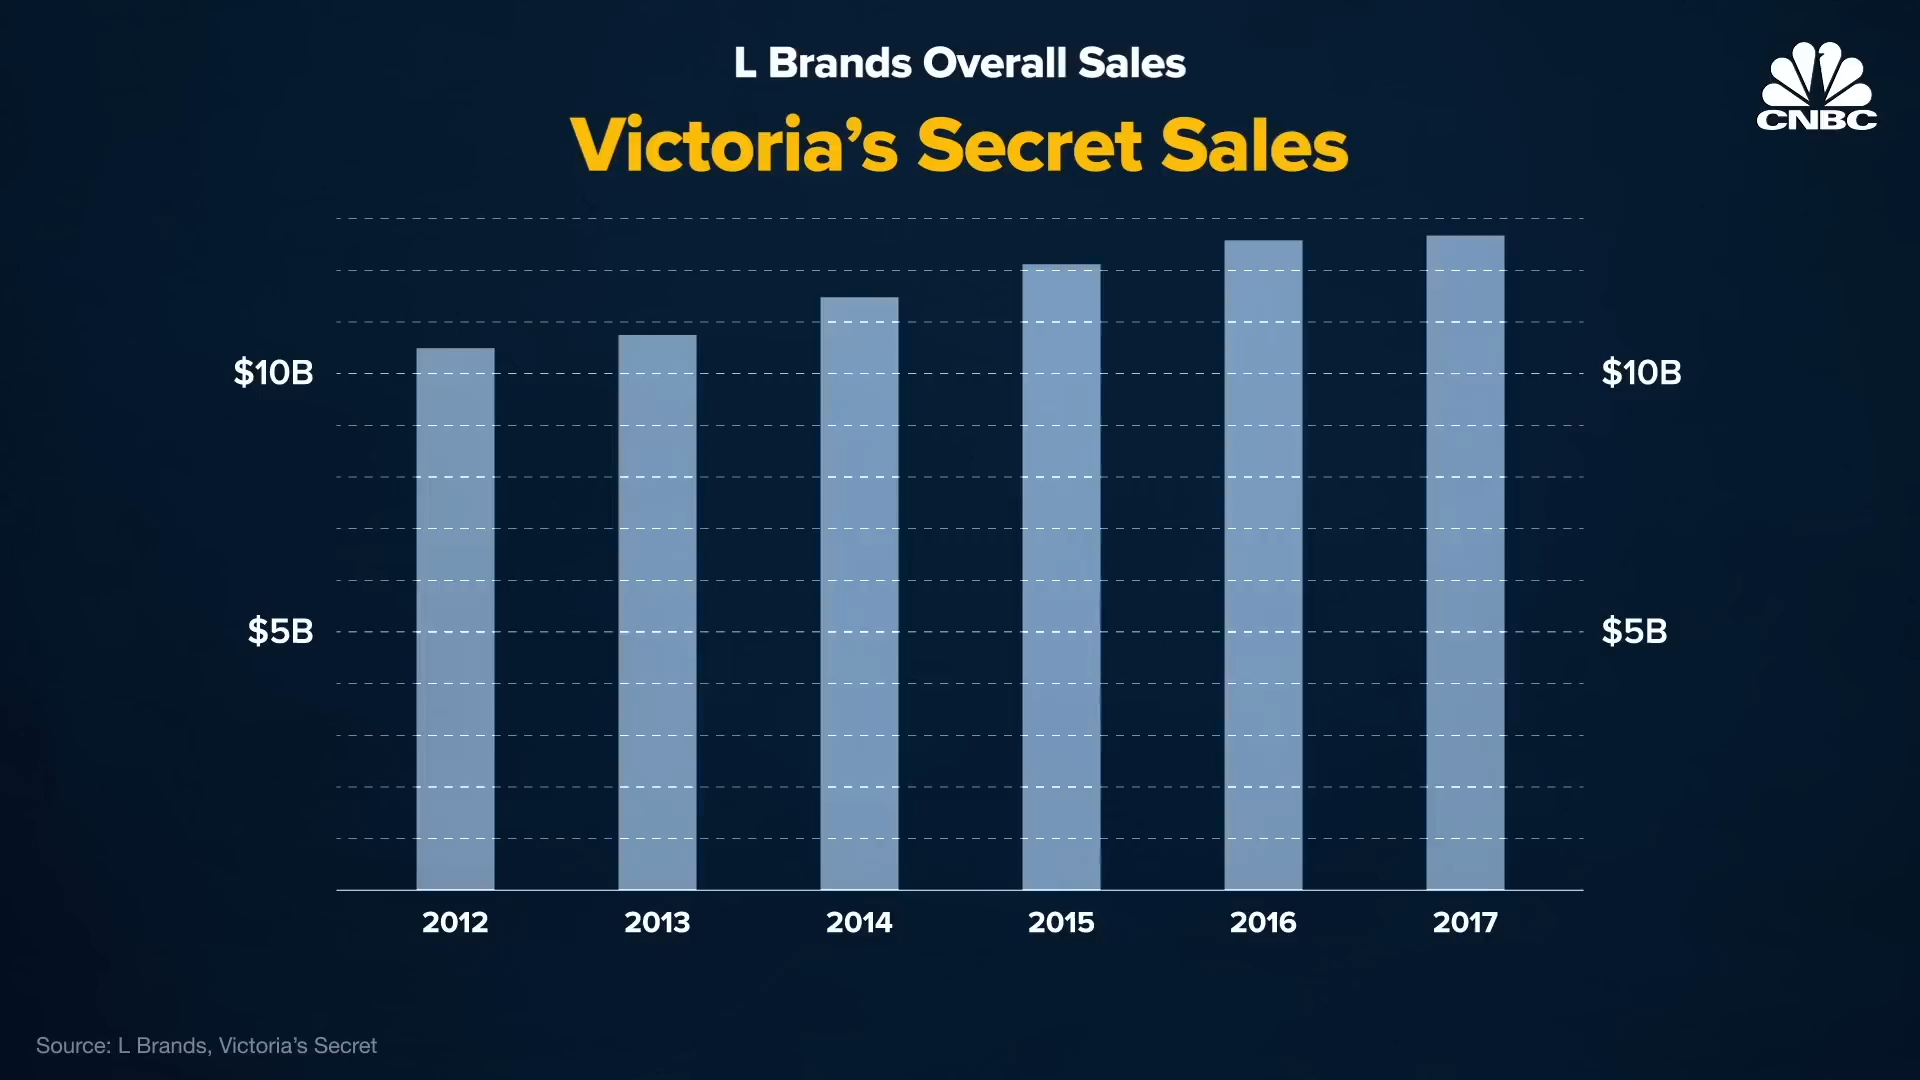 L Brands Overall Sales
CNBC
Victoria's Secret Sales
$10B $10B
$5B $5B
2012 2013 2014 2015 2016 2017
Source: L Brands, Victoria's Secret